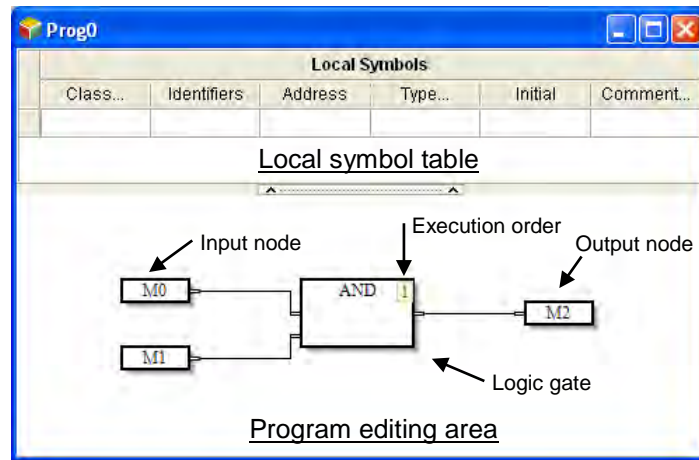 Prog0
Local Symbols
Class... Identifiers Address Type... Initial Comment...
Local symbol table
Execution order
Input node
Output node
M0
AND 1
M2
M1
Logic gate
Program editing area